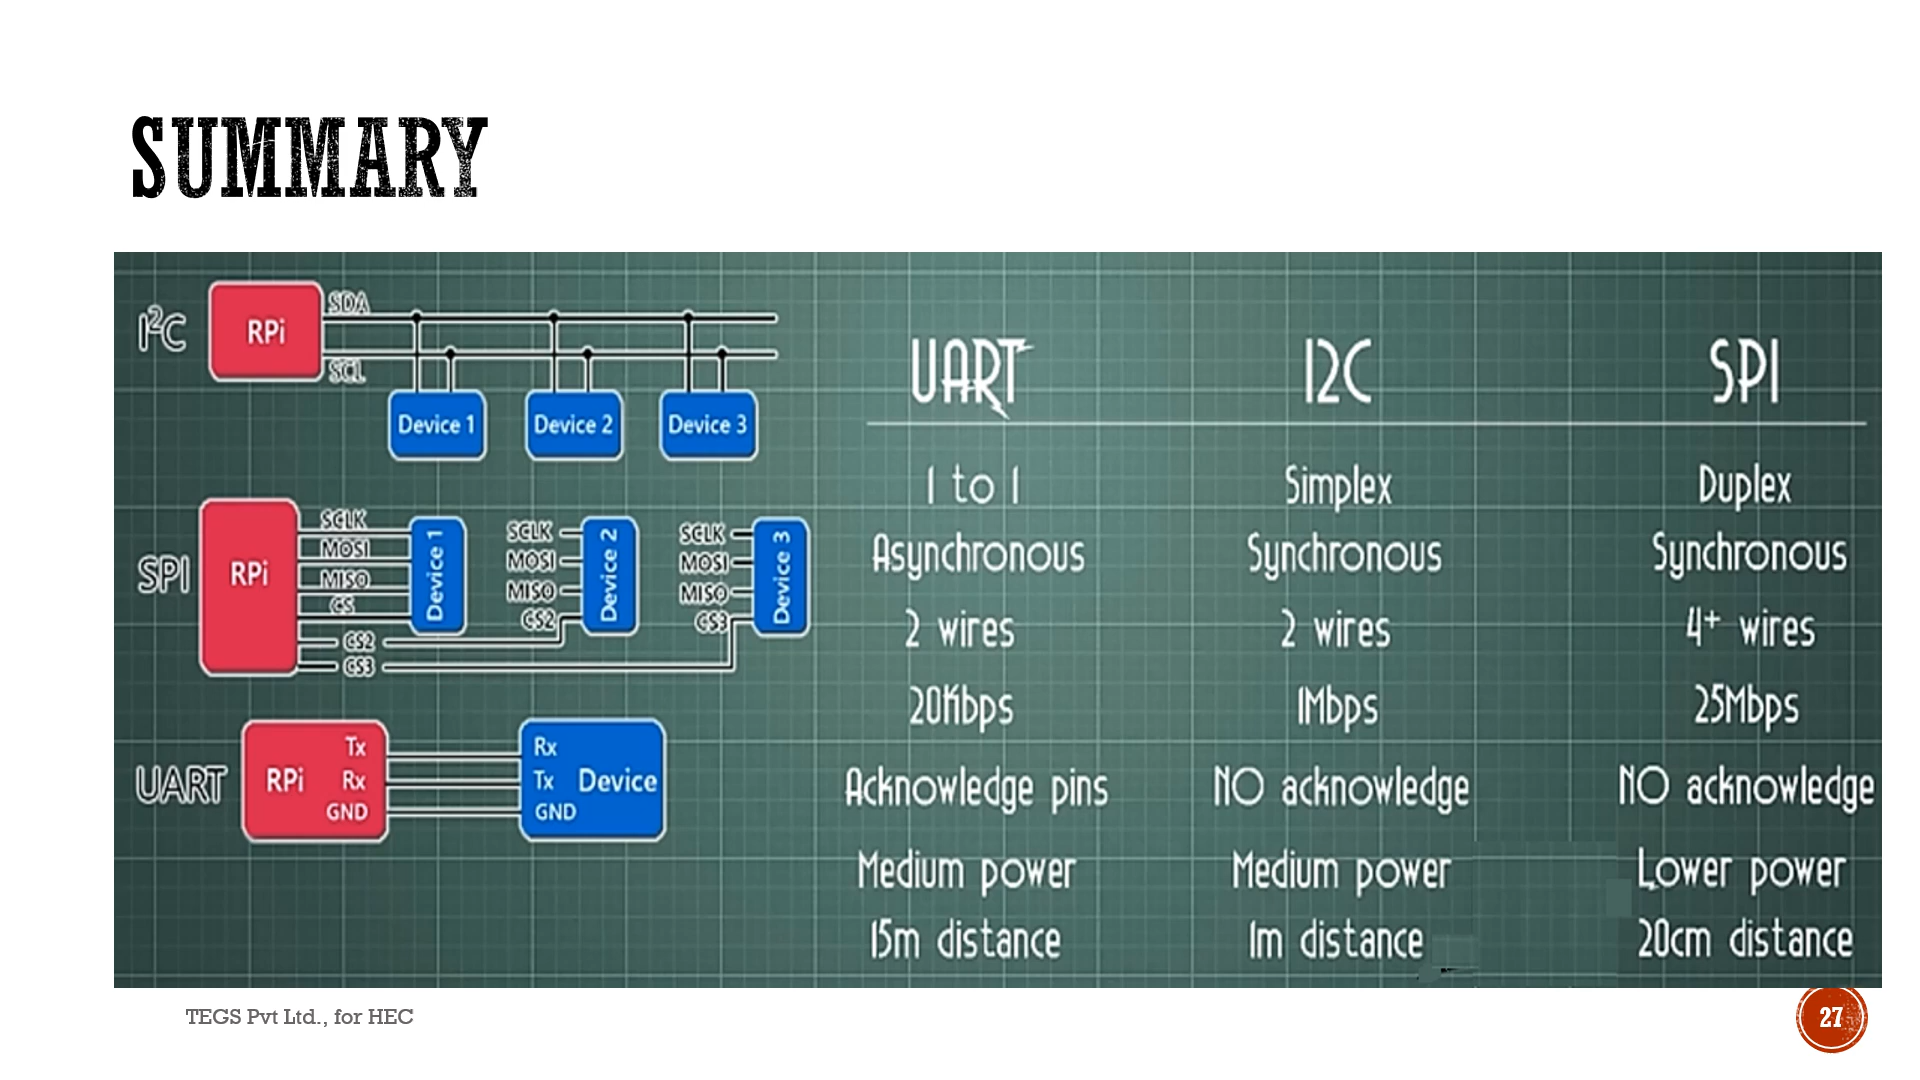 SUMMARY
I²C
RPi
SDA
SCL
Device 1
Device 2
Device 3
SPI
RPi
SCLK
MOSI
MISO
CS
CS2
CS3
Device 1
SCLK
MOSI
MISO
CS2
Device 2
SCLK
MOSI
MISO
CS3
Device 3
UART
RPi
Tx
Rx
GND
Rx
Tx
GND
Device
UART I2C SPI
1 to 1 Simplex Duplex
Asynchronous Synchronous Synchronous
2 wires 2 wires 4+ wires
20Kbps 1Mbps 25Mbps
Acknowledge pins NO acknowledge NO acknowledge
Medium power Medium power Lower power
15m distance 1m distance 20cm distance
TEGS Pvt Ltd., for HEC
27